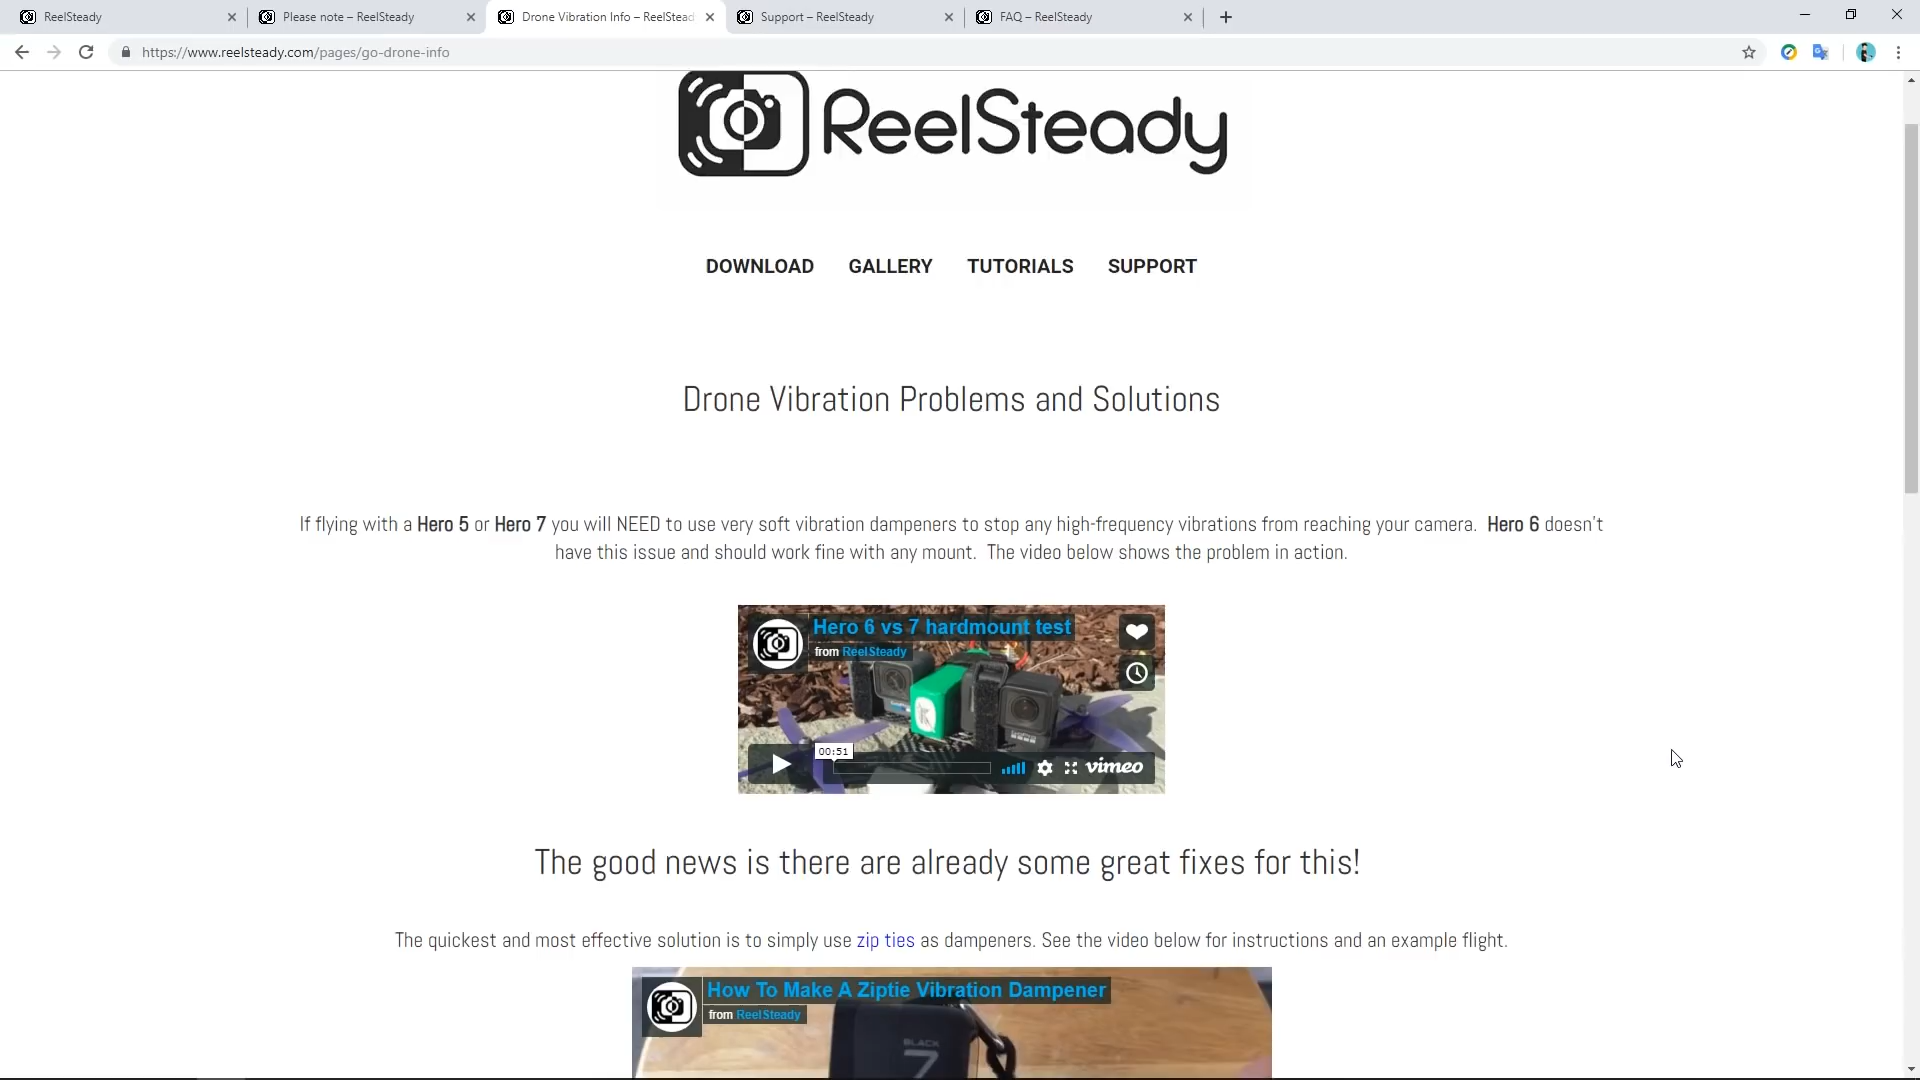 ReelSteady
Please note – ReelSteady
Drone Vibration Info – ReelStead
Support – ReelSteady
FAQ – ReelSteady
https://www.reelsteady.com/pages/go-drone-info
ReelSteady
DOWNLOAD GALLERY TUTORIALS SUPPORT
Drone Vibration Problems and Solutions
If flying with a Hero 5 or Hero 7 you will NEED to use very soft vibration dampeners to stop any high-frequency vibrations from reaching your camera. Hero 6 doesn't
have this issue and should work fine with any mount. The video below shows the problem in action.
Hero 6 vs 7 hardmount test
from ReelSteady
00:51
vimeo
The good news is there are already some great fixes for this!
The quickest and most effective solution is to simply use zip ties as dampeners. See the video below for instructions and an example flight.
How To Make A Ziptie Vibration Dampener
from ReelSteady
BLACK
7